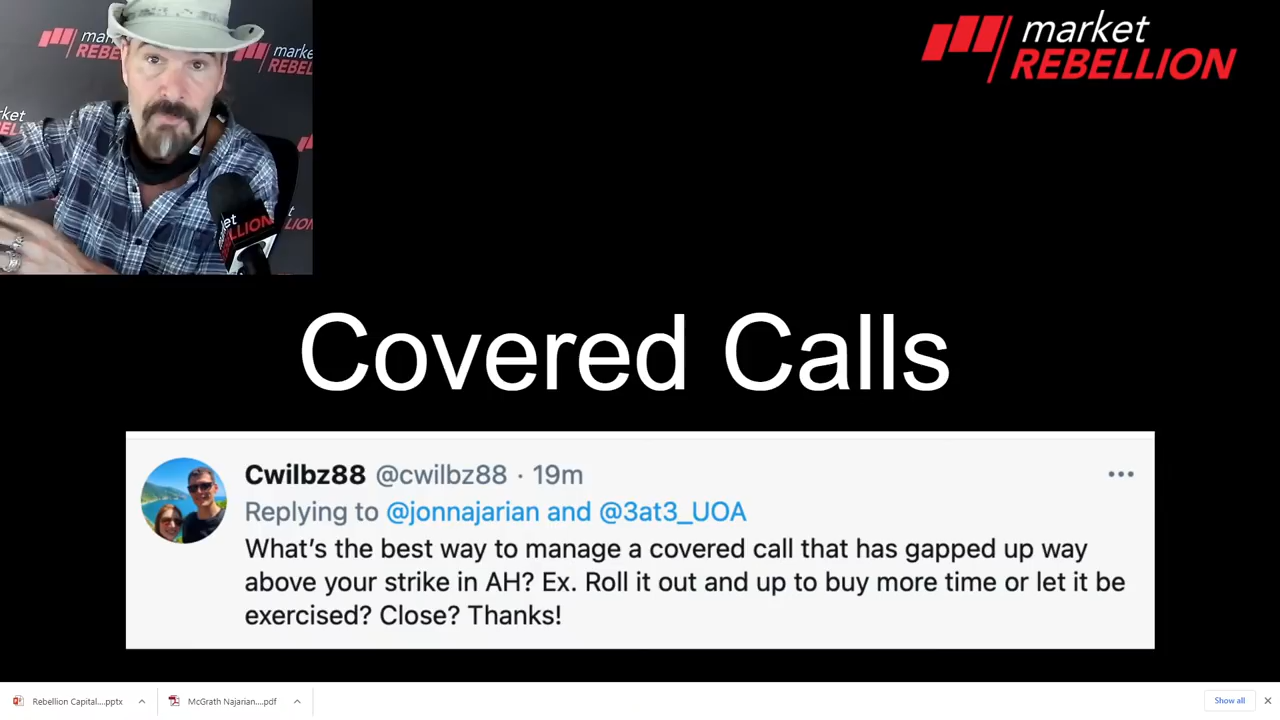 market
REBELLION
market
REBELLION
Covered Calls
Cwilbz88 @cwilbz88 · 19m
Replying to @jonnajarian and @3at3_UOA
What's the best way to manage a covered call that has gapped up way
above your strike in AH? Ex. Roll it out and up to buy more time or let it be
exercised? Close? Thanks!
Rebellion Capital....pptx
McGrath Najarian....pdf
Show all